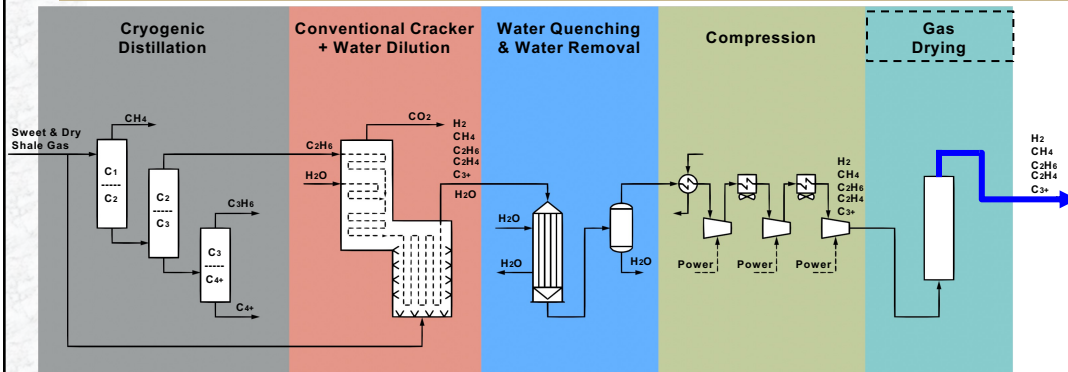 Cryogenic
Distillation
Conventional Cracker
+ Water Dilution
Water Quenching
& Water Removal
Compression
Gas
Drying
Sweet & Dry
Shale Gas
CH4
C1
-----
C2
C2
-----
C3
C3H6
C3
-----
C4+
C4+
C2H6
H2O
CO2
H2
CH4
C2H6
C2H4
C3+
H2O
H2O
H2O
H2O
Power
Power
Power
H2
CH4
C2H6
C2H4
C3+
H2
CH4
C2H6
C2H4
C3+